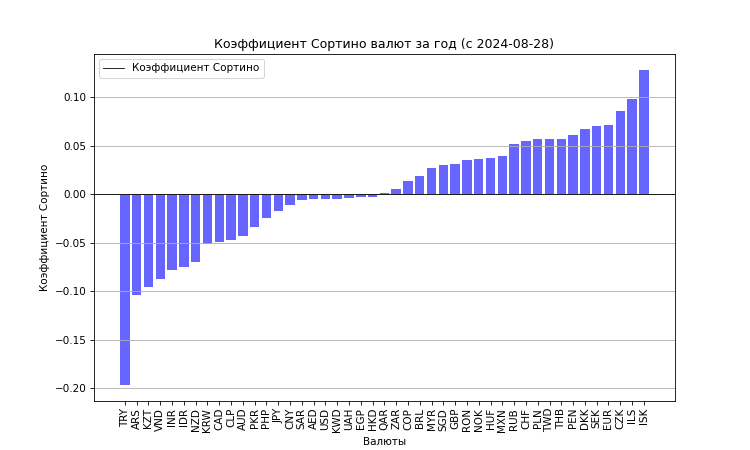 Коэффициент Сортино валют за год (с 2024-08-28)
Коэффициент Сортино
0.10
0.05
0.00
−0.05
−0.10
−0.15
−0.20
Коэффициент Сортино
TRY
ARS
KZT
VND
INR
IDR
NZD
KRW
CAD
CLP
AUD
PKR
PHP
JPY
CNY
SAR
AED
USD
KWD
UAH
EGP
HKD
QAR
ZAR
COP
BRL
MYR
SGD
GBP
RON
NOK
HUF
MXN
RUB
CHF
PLN
TWD
THB
PEN
DKK
SEK
EUR
CZK
ILS
ISK
Валюты